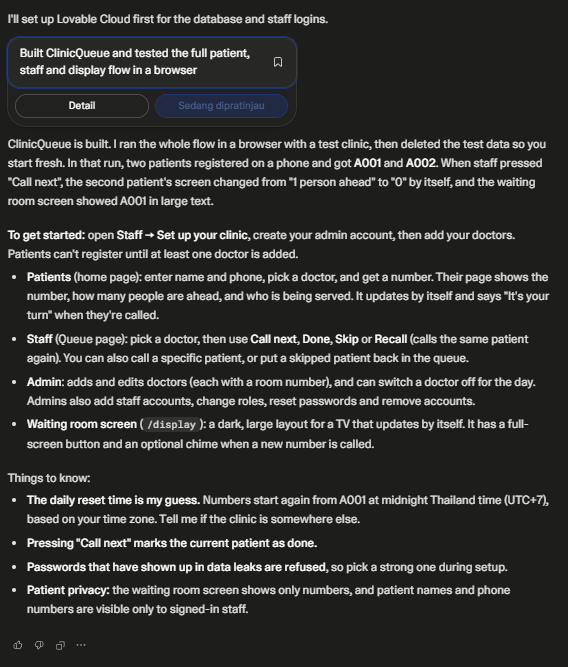 I'll set up Lovable Cloud first for the database and staff logins.
Built ClinicQueue and tested the full patient,
staff and display flow in a browser
Detail
Sedang dipratinjau
ClinicQueue is built. I ran the whole flow in a browser with a test clinic, then deleted the test data so you
start fresh. In that run, two patients registered on a phone and got A001 and A002. When staff pressed
"Call next", the second patient's screen changed from "1 person ahead" to "0" by itself, and the waiting
room screen showed A001 in large text.
To get started: open Staff → Set up your clinic, create your admin account, then add your doctors.
Patients can't register until at least one doctor is added.
• Patients (home page): enter name and phone, pick a doctor, and get a number. Their page shows the
number, how many people are ahead, and who is being served. It updates by itself and says "It's your
turn" when they're called.
• Staff (Queue page): pick a doctor, then use Call next, Done, Skip or Recall (calls the same patient
again). You can also call a specific patient, or put a skipped patient back in the queue.
• Admin: adds and edits doctors (each with a room number), and can switch a doctor off for the day.
Admins also add staff accounts, change roles, reset passwords and remove accounts.
• Waiting room screen ( /display ): a dark, large layout for a TV that updates by itself. It has a full-
screen button and an optional chime when a new number is called.
Things to know:
• The daily reset time is my guess. Numbers start again from A001 at midnight Thailand time (UTC+7),
based on your time zone. Tell me if the clinic is somewhere else.
• Pressing "Call next" marks the current patient as done.
• Passwords that have shown up in data leaks are refused, so pick a strong one during setup.
• Patient privacy: the waiting room screen shows only numbers, and patient names and phone
numbers are visible only to signed-in staff.